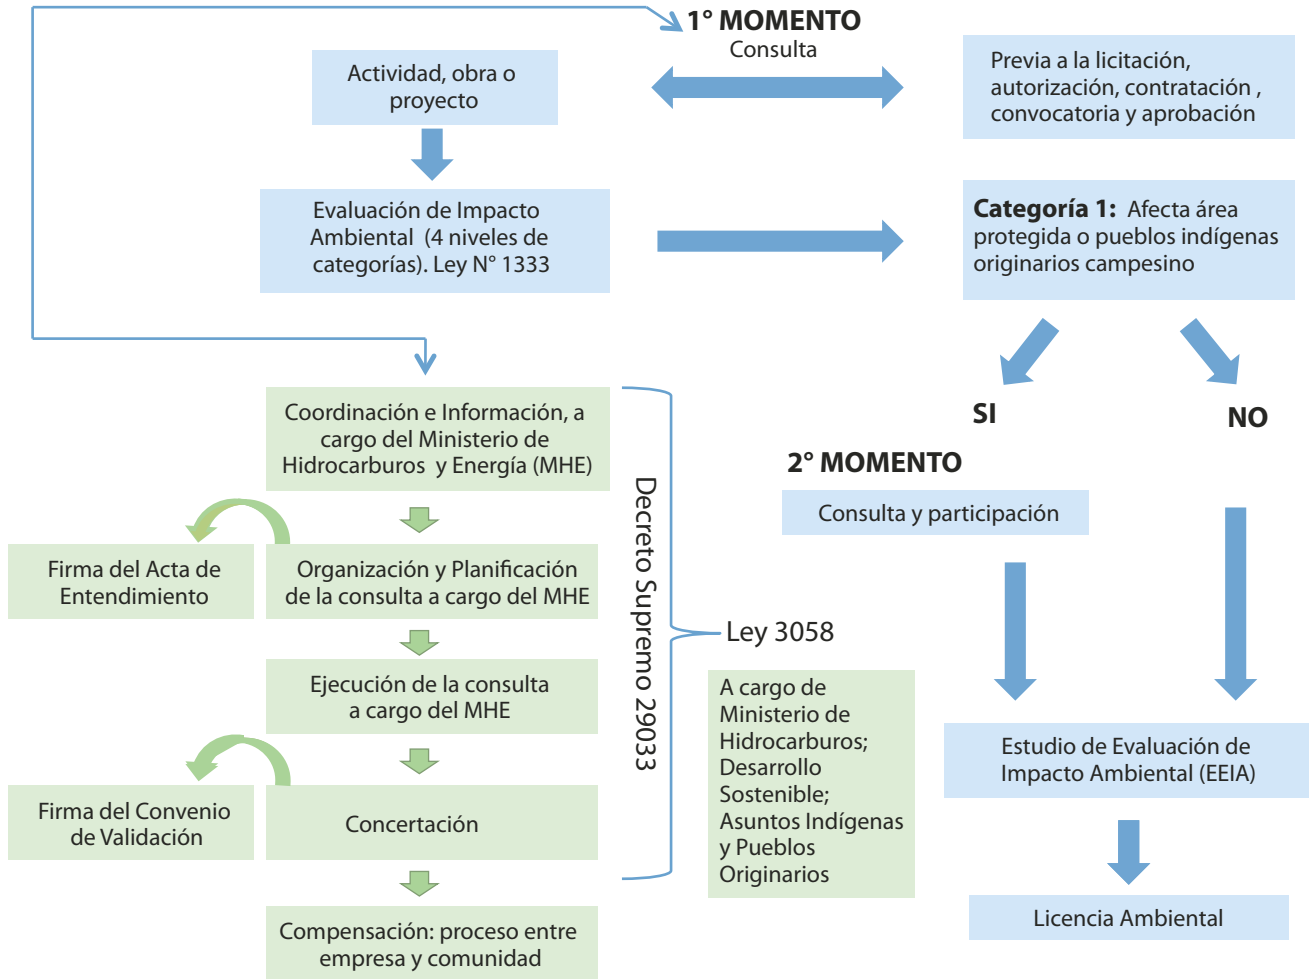 1° MOMENTO
Consulta
Actividad, obra o
proyecto
Previa a la licitación,
autorización, contratación ,
convocatoria y aprobación
Evaluación de Impacto
Ambiental (4 niveles de
categorías). Ley N° 1333
Categoría 1: Afecta área
protegida o pueblos indígenas
originarios campesino
SI
NO
2° MOMENTO
Consulta y participación
Coordinación e Información, a
cargo del Ministerio de
Hidrocarburos y Energía (MHE)
Firma del Acta de
Entendimiento
Organización y Planificación
de la consulta a cargo del MHE
Ejecución de la consulta
a cargo del MHE
Firma del Convenio
de Validación
Concertación
Compensación: proceso entre
empresa y comunidad
Decreto Supremo 29033
Ley 3058
A cargo de
Ministerio de
Hidrocarburos;
Desarrollo
Sostenible;
Asuntos Indígenas
y Pueblos
Originarios
Estudio de Evaluación de
Impacto Ambiental (EEIA)
Licencia Ambiental